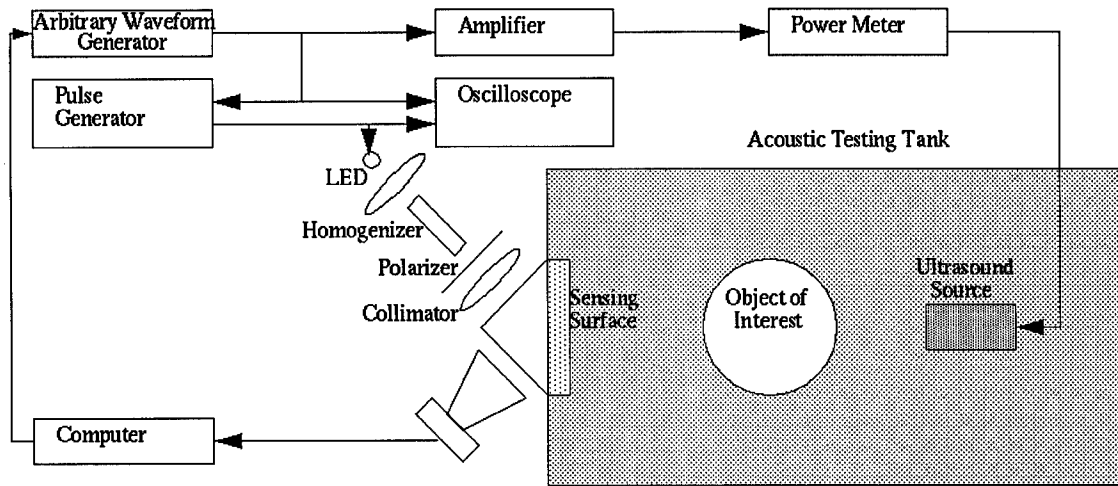 Arbitrary Waveform
Generator
Amplifier
Power Meter
Pulse
Generator
Oscilloscope
Acoustic Testing Tank
LED
Homogenizer
Polarizer
Collimator
Sensing
Surface
Object of
Interest
Ultrasound
Source
Computer